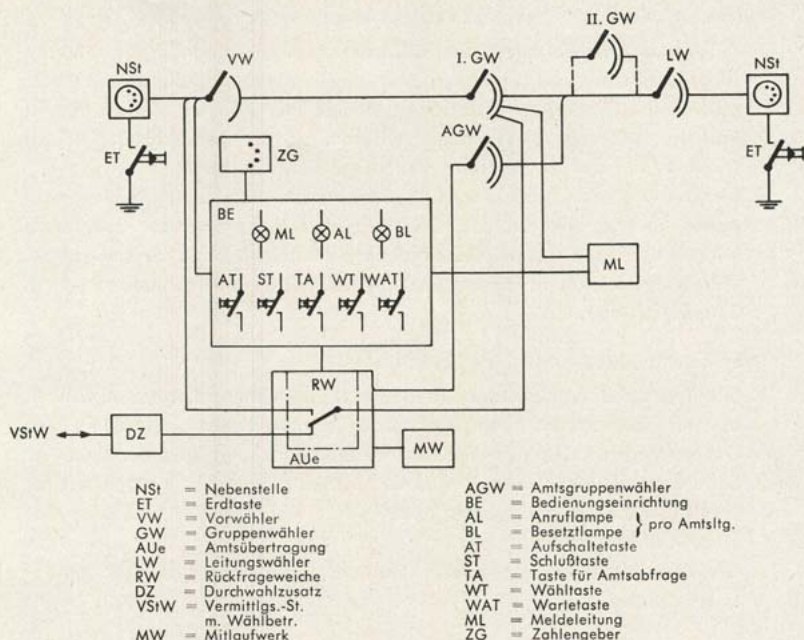 II. GW
NSt
VW
I. GW
LW
NSt
ET
ZG
AGW
ET
BE
ML
AL
BL
ML
AT
ST
TA
WT
WAT
RW
VStW
DZ
AUe
MW
NSt = Nebenstelle
ET = Erdtaste
VW = Vorwähler
GW = Gruppenwähler
AUe = Amtsübertragung
LW = Leitungswähler
RW = Rückfrageweiche
DZ = Durchwahlzusatz
VStW = Vermittlgs.-St.
m. Wählbetr.
MW = Mitlaufwerk
AGW = Amtsgruppenwähler
BE = Bedienungseinrichtung
AL = Anruflampe
BL = Besetztlampe } pro Amtsltg.
AT = Aufschaltetaste
ST = Schlußtaste
TA = Taste für Amtsabfrage
WT = Wähltaste
WAT = Wartetaste
ML = Meldeleitung
ZG = Zahlengeber